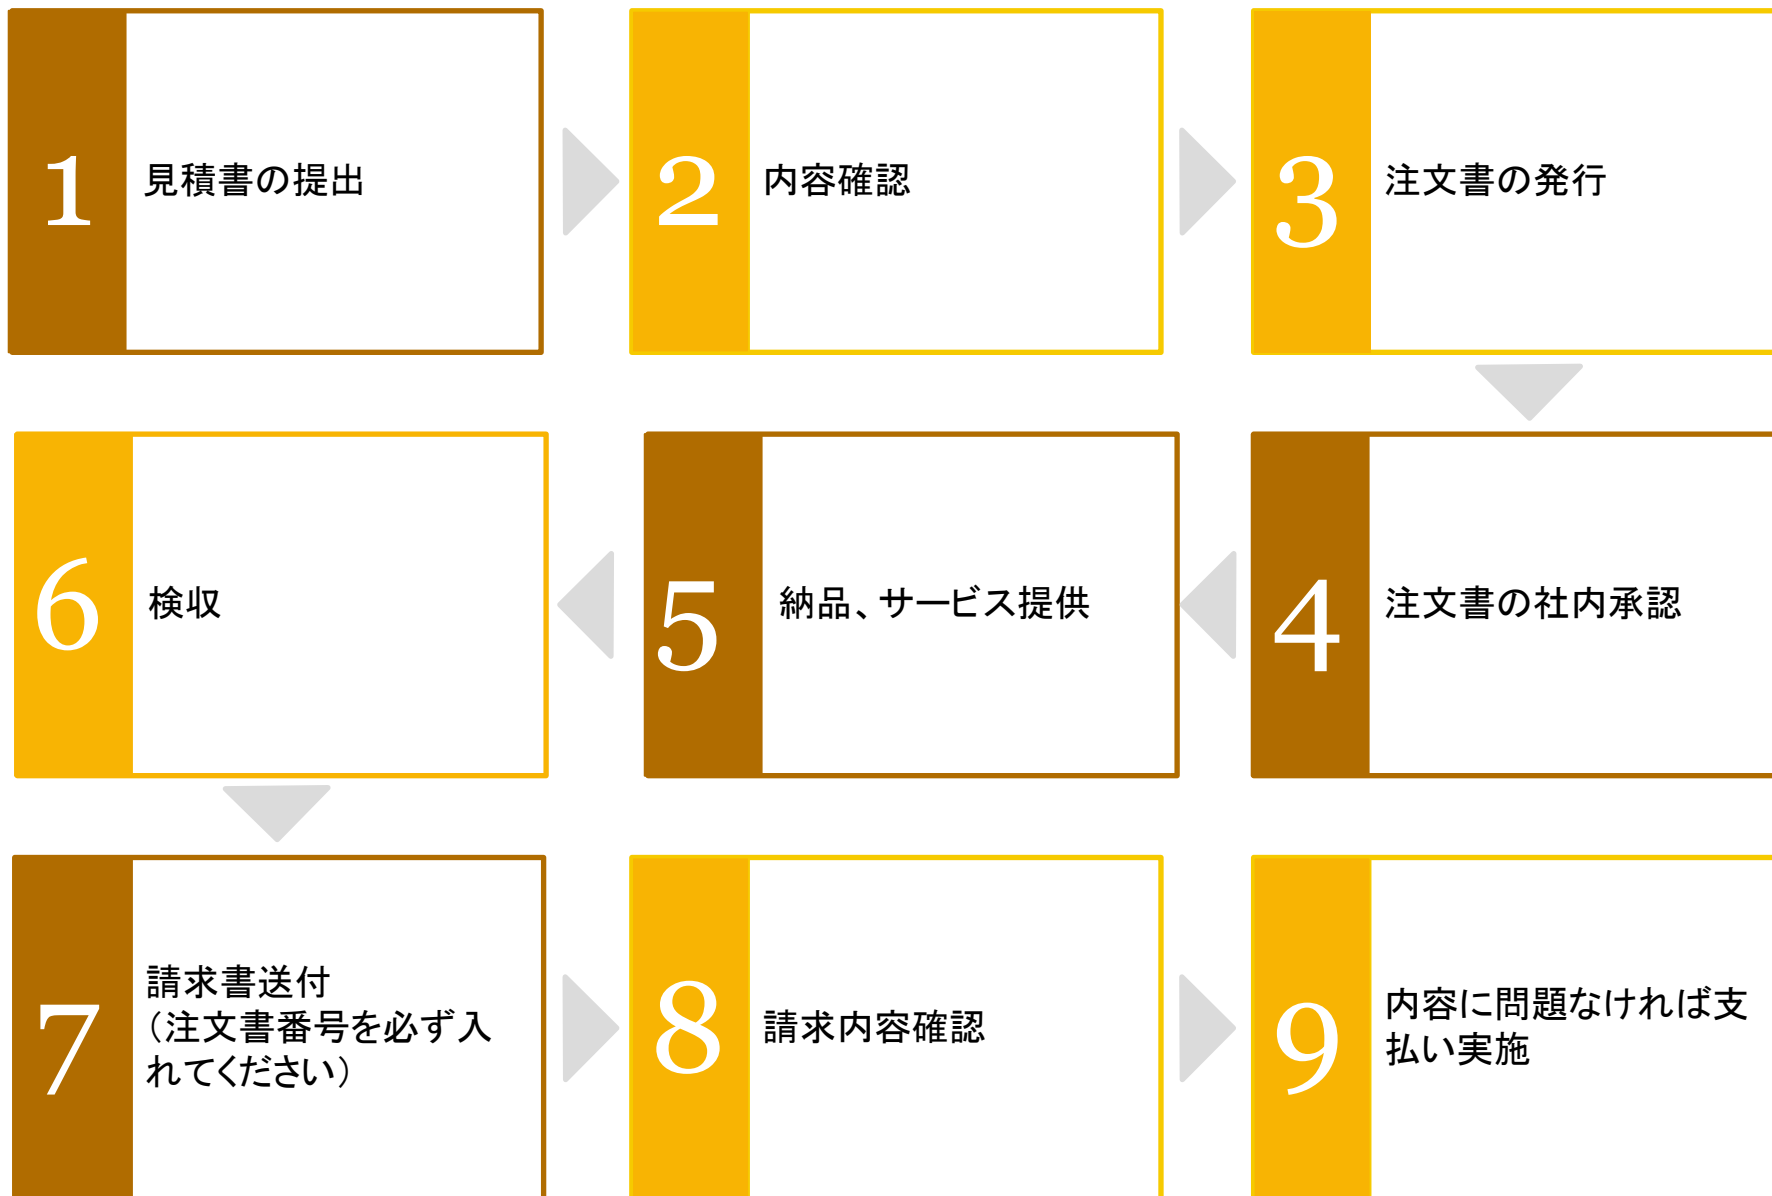 1
見積書の提出
2
内容確認
3
注文書の発行
4
注文書の社内承認
5
納品、サービス提供
6
検収
7
請求書送付
（注文書番号を必ず入
れてください）
8
請求内容確認
9
内容に問題なければ支
払い実施